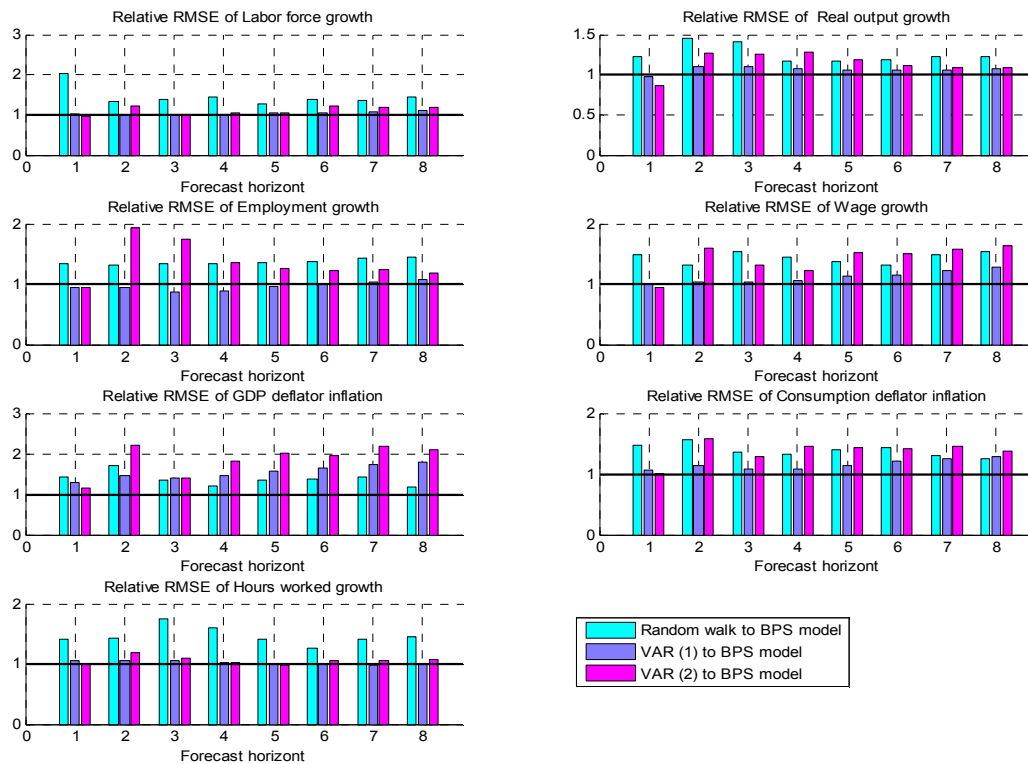 Relative RMSE of Labor force growth
3
2
1
0
0 1 2 3 4 5 6 7 8
Forecast horizont
Relative RMSE of  Real output growth
1.5
1
0.5
0
0 1 2 3 4 5 6 7 8
Forecast horizont
Relative RMSE of Employment growth
2
1
0
0 1 2 3 4 5 6 7 8
Forecast horizont
Relative RMSE of Wage growth
2
1
0
0 1 2 3 4 5 6 7 8
Forecast horizont
Relative RMSE of GDP deflator inflation
3
2
1
0
0 1 2 3 4 5 6 7 8
Forecast horizont
Relative RMSE of Consumption deflator inflation
2
1
0
0 1 2 3 4 5 6 7 8
Forecast horizont
Relative RMSE of Hours worked growth
2
1
0
0 1 2 3 4 5 6 7 8
Forecast horizont
Random walk to BPS model
VAR (1) to BPS model
VAR (2) to BPS model